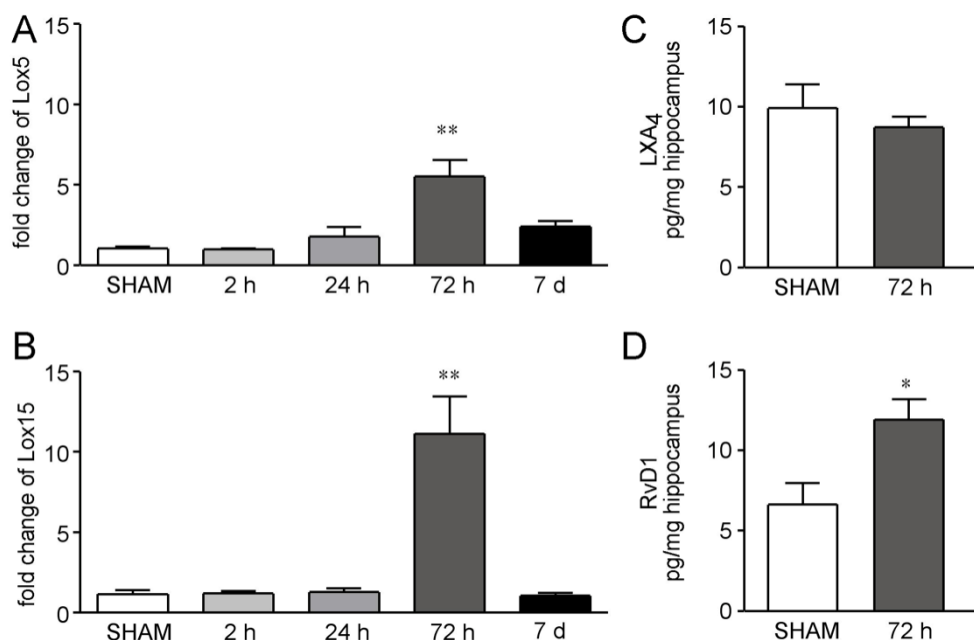 A
fold change of Lox5
15
10
5
0
**
SHAM 2 h 24 h 72 h 7 d
B
fold change of Lox15
15
10
5
0
**
SHAM 2 h 24 h 72 h 7 d
C
LXA4
pg/mg hippocampus
15
10
5
0
SHAM 72 h
D
RvD1
pg/mg hippocampus
15
10
5
0
*
SHAM 72 h